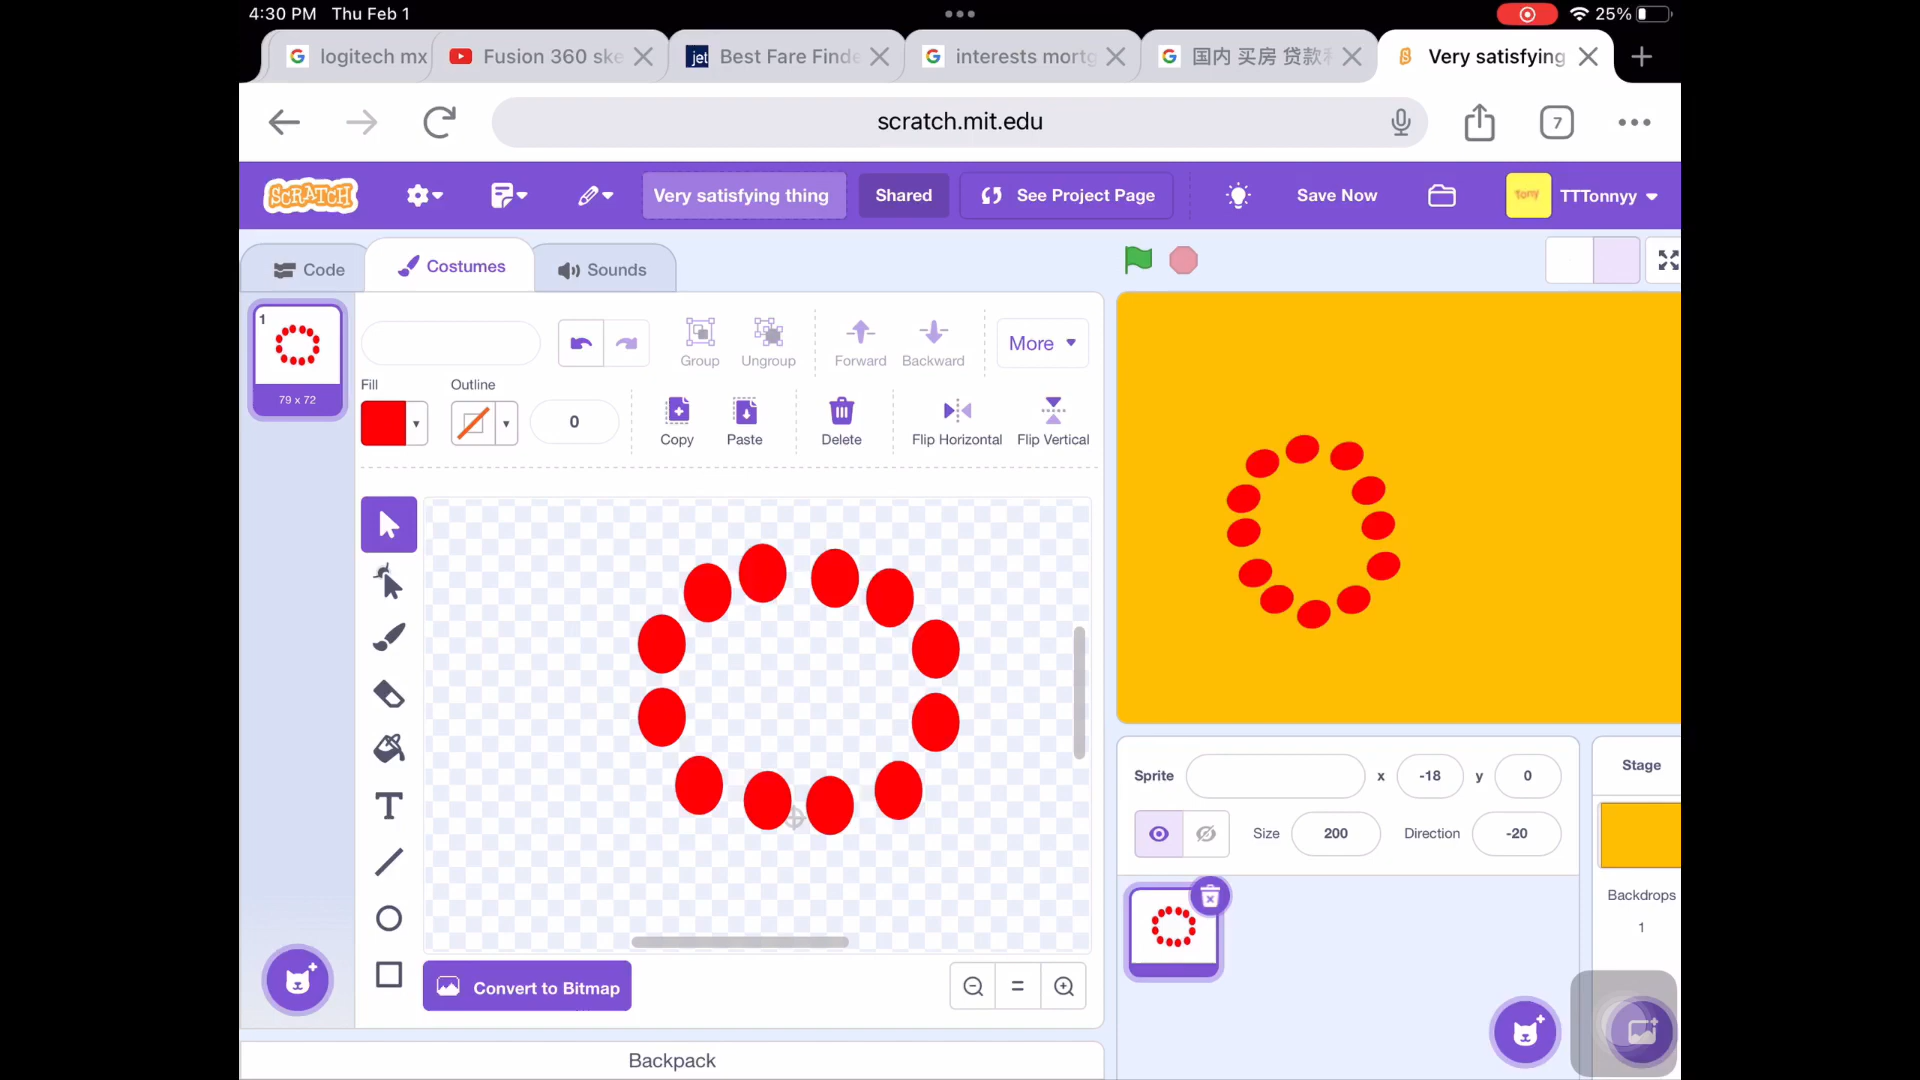 4:30 PM Thu Feb 1
25%
logitech mx
Fusion 360 ske
jet
Best Fare Finde
interests mortg
国内 买房 贷款
Very satisfying
scratch.mit.edu
7
SCRATCH
Very satisfying thing
Shared
See Project Page
Save Now
Tony
TTTonnyy
Code
Costumes
Sounds
1
79 x 72
Group
Ungroup
Forward
Backward
More
Fill
Outline
0
Copy
Paste
Delete
Flip Horizontal
Flip Vertical
T
Convert to Bitmap
=
Backpack
Sprite
x
-18
y
0
Size
200
Direction
-20
Stage
Backdrops
1